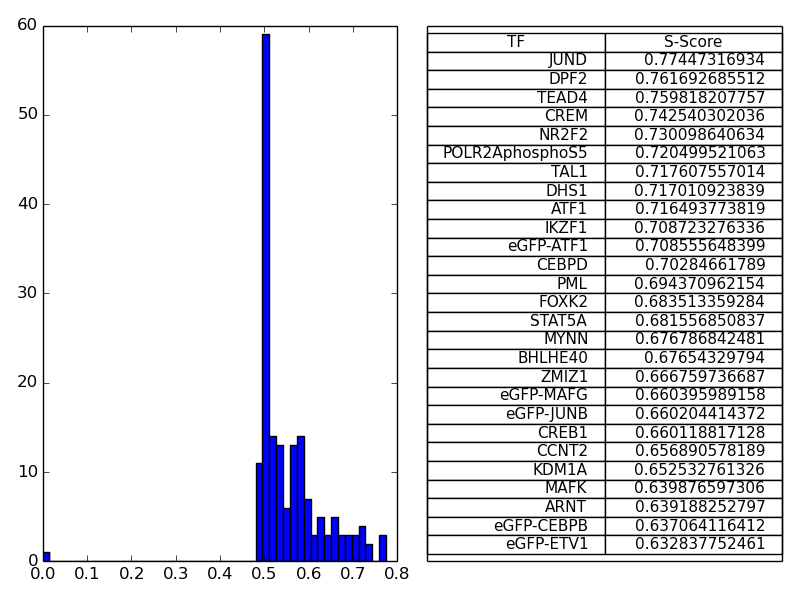 60
50
40
30
20
10
0
0.0 0.1 0.2 0.3 0.4 0.5 0.6 0.7 0.8
TF S-Score
JUND 0.77447316934
DPF2 0.761692685512
TEAD4 0.759818207757
CREM 0.742540302036
NR2F2 0.730098640634
POLR2AphosphoS5 0.720499521063
TAL1 0.717607557014
DHS1 0.717010923839
ATF1 0.716493773819
IKZF1 0.708723276336
eGFP-ATF1 0.708555648399
CEBPD 0.70284661789
PML 0.694370962154
FOXK2 0.683513359284
STAT5A 0.681556850837
MYNN 0.676786842481
BHLHE40 0.67654329794
ZMIZ1 0.666759736687
eGFP-MAFG 0.660395989158
eGFP-JUNB 0.660204414372
CREB1 0.660118817128
CCNT2 0.656890578189
KDM1A 0.652532761326
MAFK 0.639876597306
ARNT 0.639188252797
eGFP-CEBPB 0.637064116412
eGFP-ETV1 0.632837752461